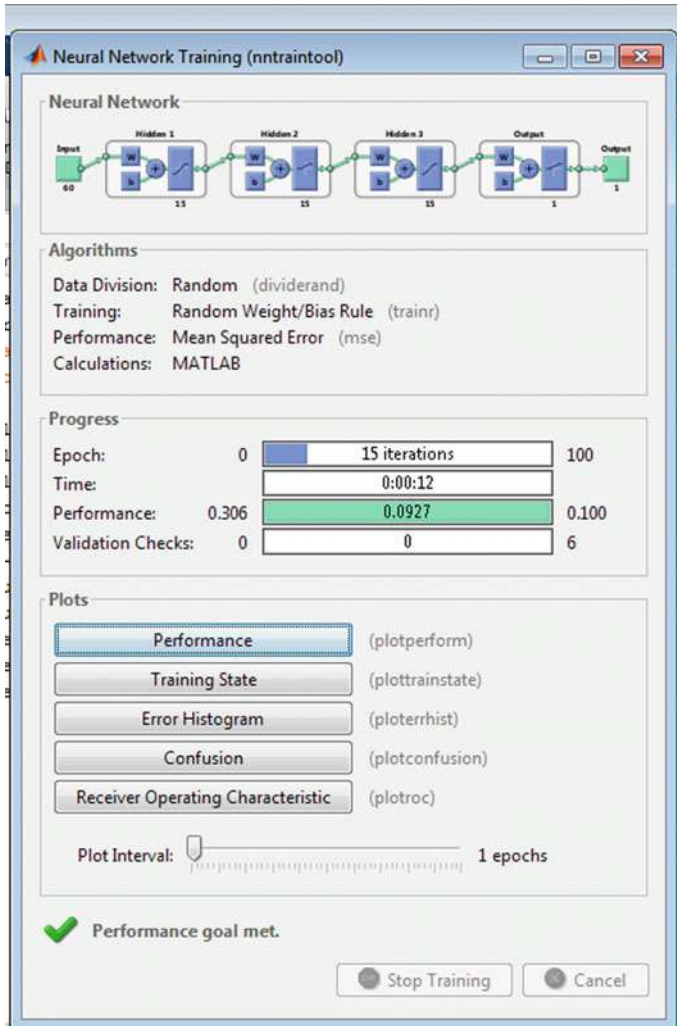 Neural Network Training (nntraintool)
Neural Network
Hidden 1 Hidden 2 Hidden 3 Output
Input Output
W W W W
b b b b
60 15 15 15 1 1
Algorithms
Data Division: Random (dividerand)
Training: Random Weight/Bias Rule (trainr)
Performance: Mean Squared Error (mse)
Calculations: MATLAB
Progress
Epoch: 0 15 iterations 100
Time: 0:00:12
Performance: 0.306 0.0927 0.100
Validation Checks: 0 0 6
Plots
Performance (plotperform)
Training State (plottrainstate)
Error Histogram (ploterrhist)
Confusion (plotconfusion)
Receiver Operating Characteristic (plotroc)
Plot Interval: 1 epochs
Performance goal met.
Stop Training Cancel